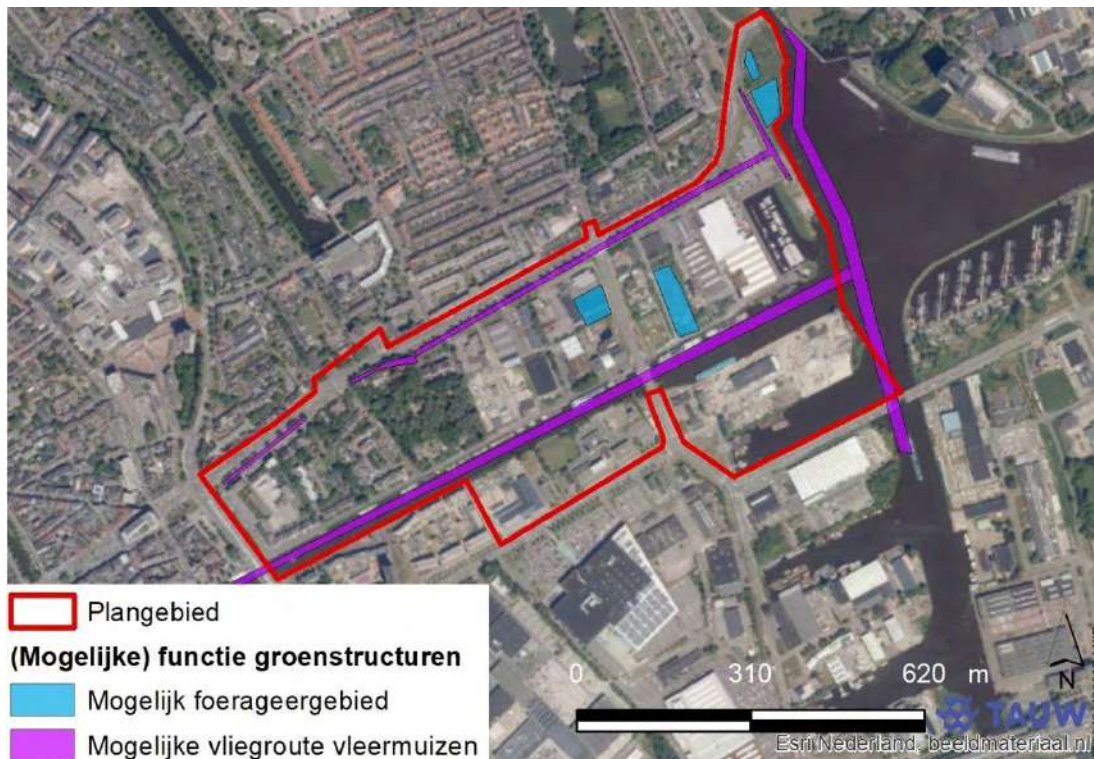 Plangebied
(Mogelijke) functie groenstructuren
Mogelijk foerageergebied
Mogelijke vliegroute vleermuizen
0 310 620 m
N
TAUW
Esri Nederland, beeldmateriaal.nl